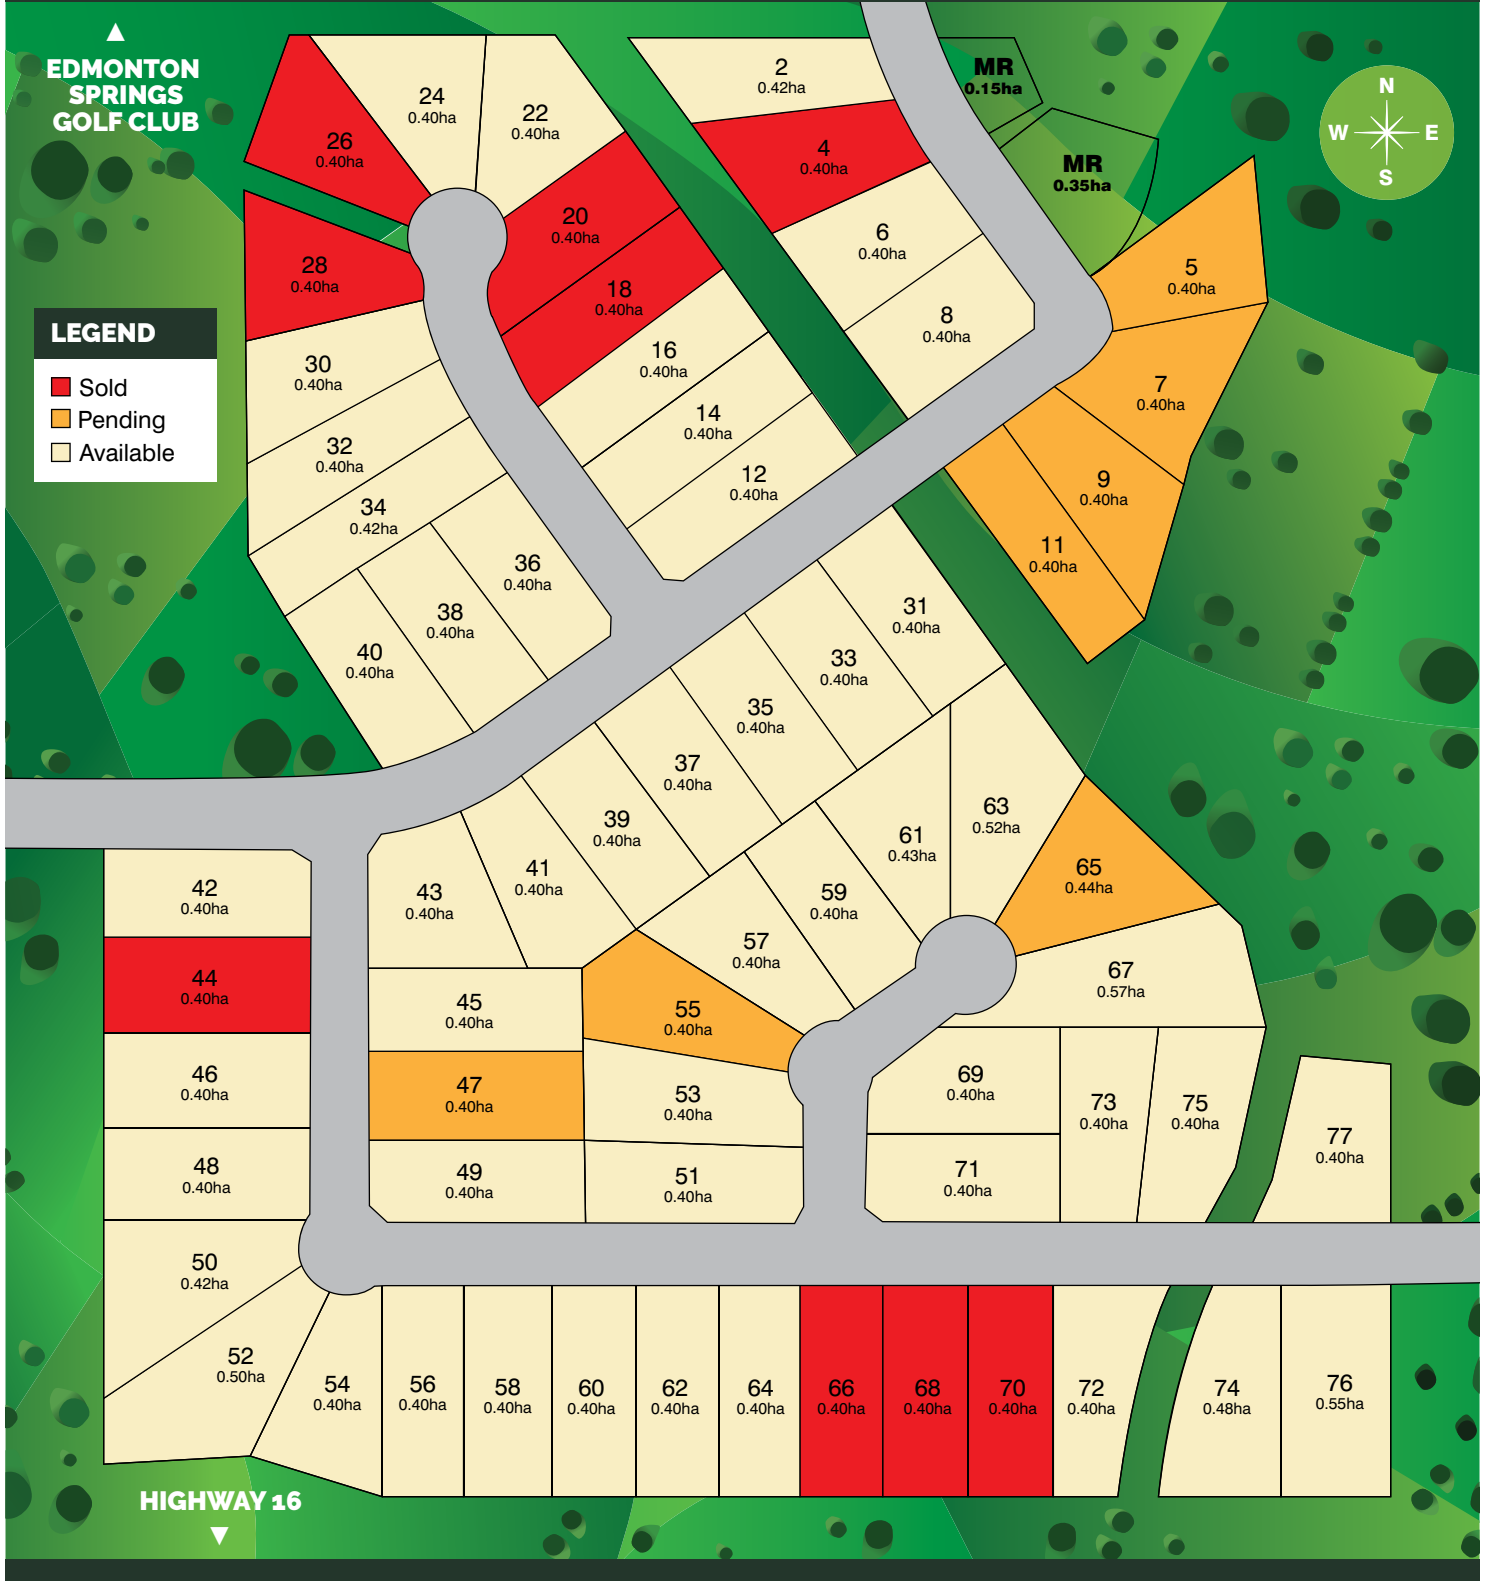 EDMONTON
SPRINGS
GOLF CLUB
N
W
E
S
LEGEND
Sold
Pending
Available
MR
0.15ha
MR
0.35ha
2
0.42ha
4
0.40ha
6
0.40ha
8
0.40ha
5
0.40ha
7
0.40ha
9
0.40ha
11
0.40ha
26
0.40ha
24
0.40ha
22
0.40ha
20
0.40ha
18
0.40ha
16
0.40ha
14
0.40ha
12
0.40ha
28
0.40ha
30
0.40ha
32
0.40ha
34
0.42ha
36
0.40ha
38
0.40ha
40
0.40ha
31
0.40ha
33
0.40ha
35
0.40ha
37
0.40ha
39
0.40ha
41
0.40ha
43
0.40ha
42
0.40ha
44
0.40ha
46
0.40ha
48
0.40ha
50
0.42ha
52
0.50ha
45
0.40ha
47
0.40ha
49
0.40ha
51
0.40ha
53
0.40ha
55
0.40ha
57
0.40ha
59
0.40ha
61
0.43ha
63
0.52ha
65
0.44ha
67
0.57ha
69
0.40ha
71
0.40ha
73
0.40ha
75
0.40ha
77
0.40ha
54
0.40ha
56
0.40ha
58
0.40ha
60
0.40ha
62
0.40ha
64
0.40ha
66
0.40ha
68
0.40ha
70
0.40ha
72
0.40ha
74
0.48ha
76
0.55ha
HIGHWAY 16